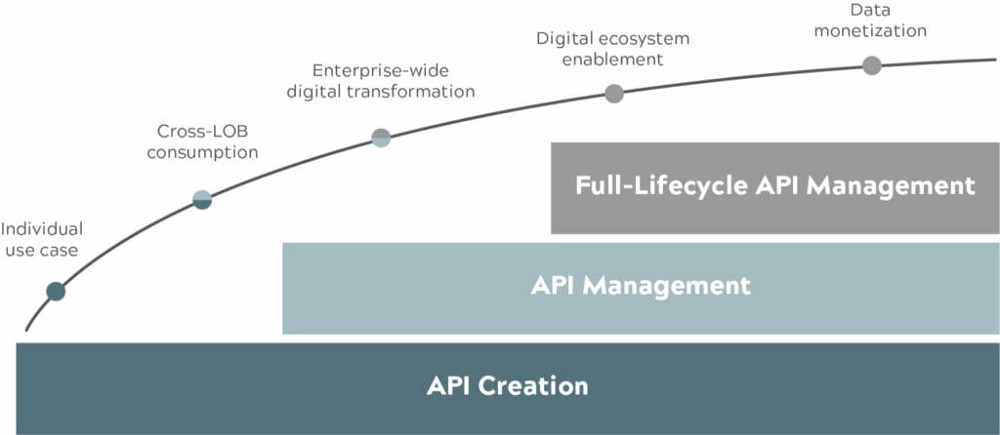 Data
monetization
Digital ecosystem
enablement
Enterprise-wide
digital transformation
Cross-LOB
consumption
Individual
use case
Full-Lifecycle API Management
API Management
API Creation